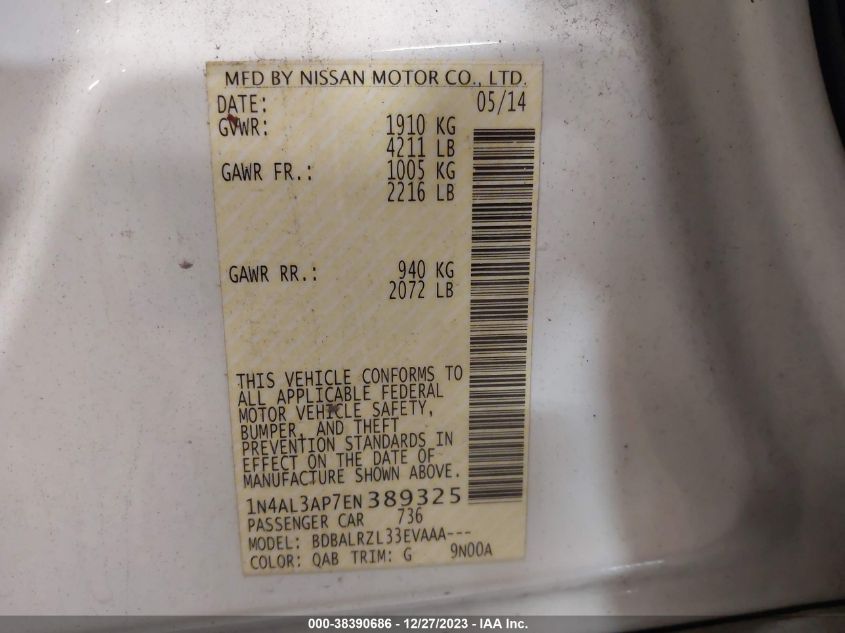 MFD BY NISSAN MOTOR CO., LTD.
DATE: 05/14
GVWR: 1910 KG
4211 LB
GAWR FR.: 1005 KG
2216 LB
GAWR RR.: 940 KG
2072 LB
THIS VEHICLE CONFORMS TO
ALL APPLICABLE FEDERAL
MOTOR VEHICLE SAFETY,
BUMPER, AND THEFT
PREVENTION STANDARDS IN
EFFECT ON THE DATE OF
MANUFACTURE SHOWN ABOVE.
1N4AL3AP7EN389325
PASSENGER CAR 736
MODEL: BDBALRZL33EVAAA---
COLOR: QAB TRIM: G 9N00A
000-38390686 - 12/27/2023 - IAA Inc.